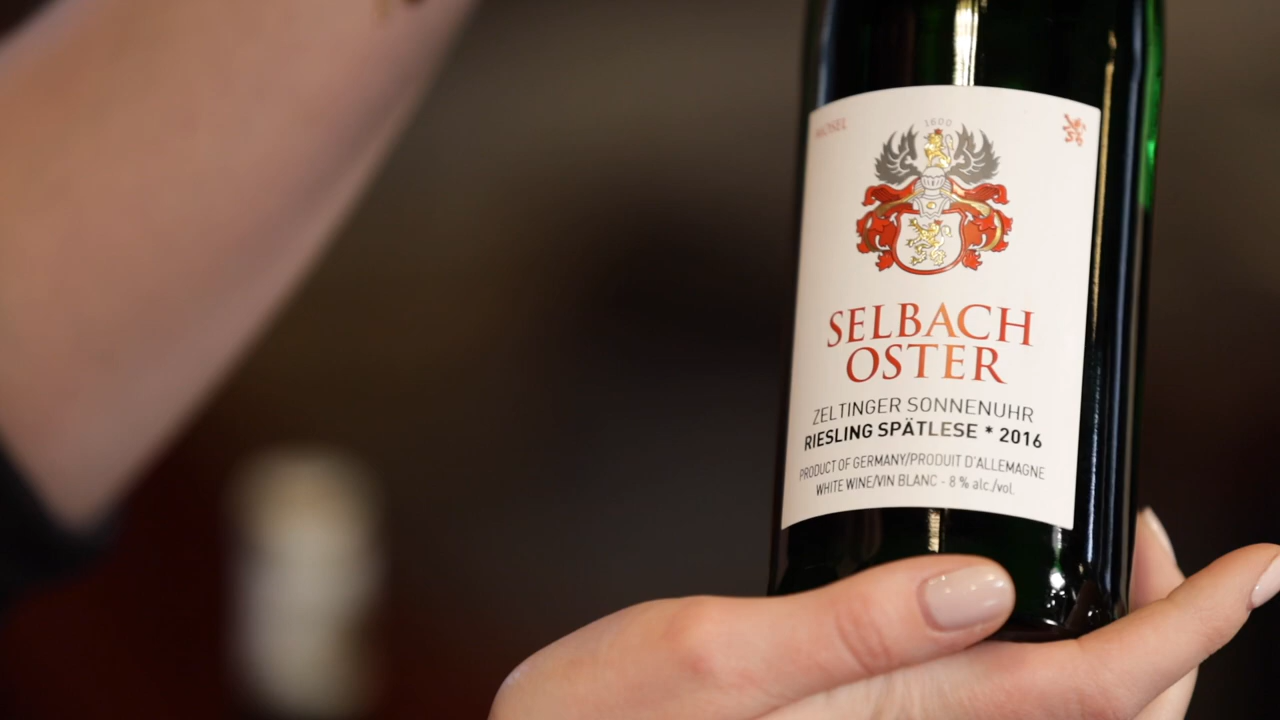 MOSEL
1600
SELBACH
OSTER
ZELTINGER SONNENUHR
RIESLING SPÄTLESE * 2016
PRODUCT OF GERMANY/PRODUIT D'ALLEMAGNE
WHITE WINE/VIN BLANC - 8 % alc./vol.